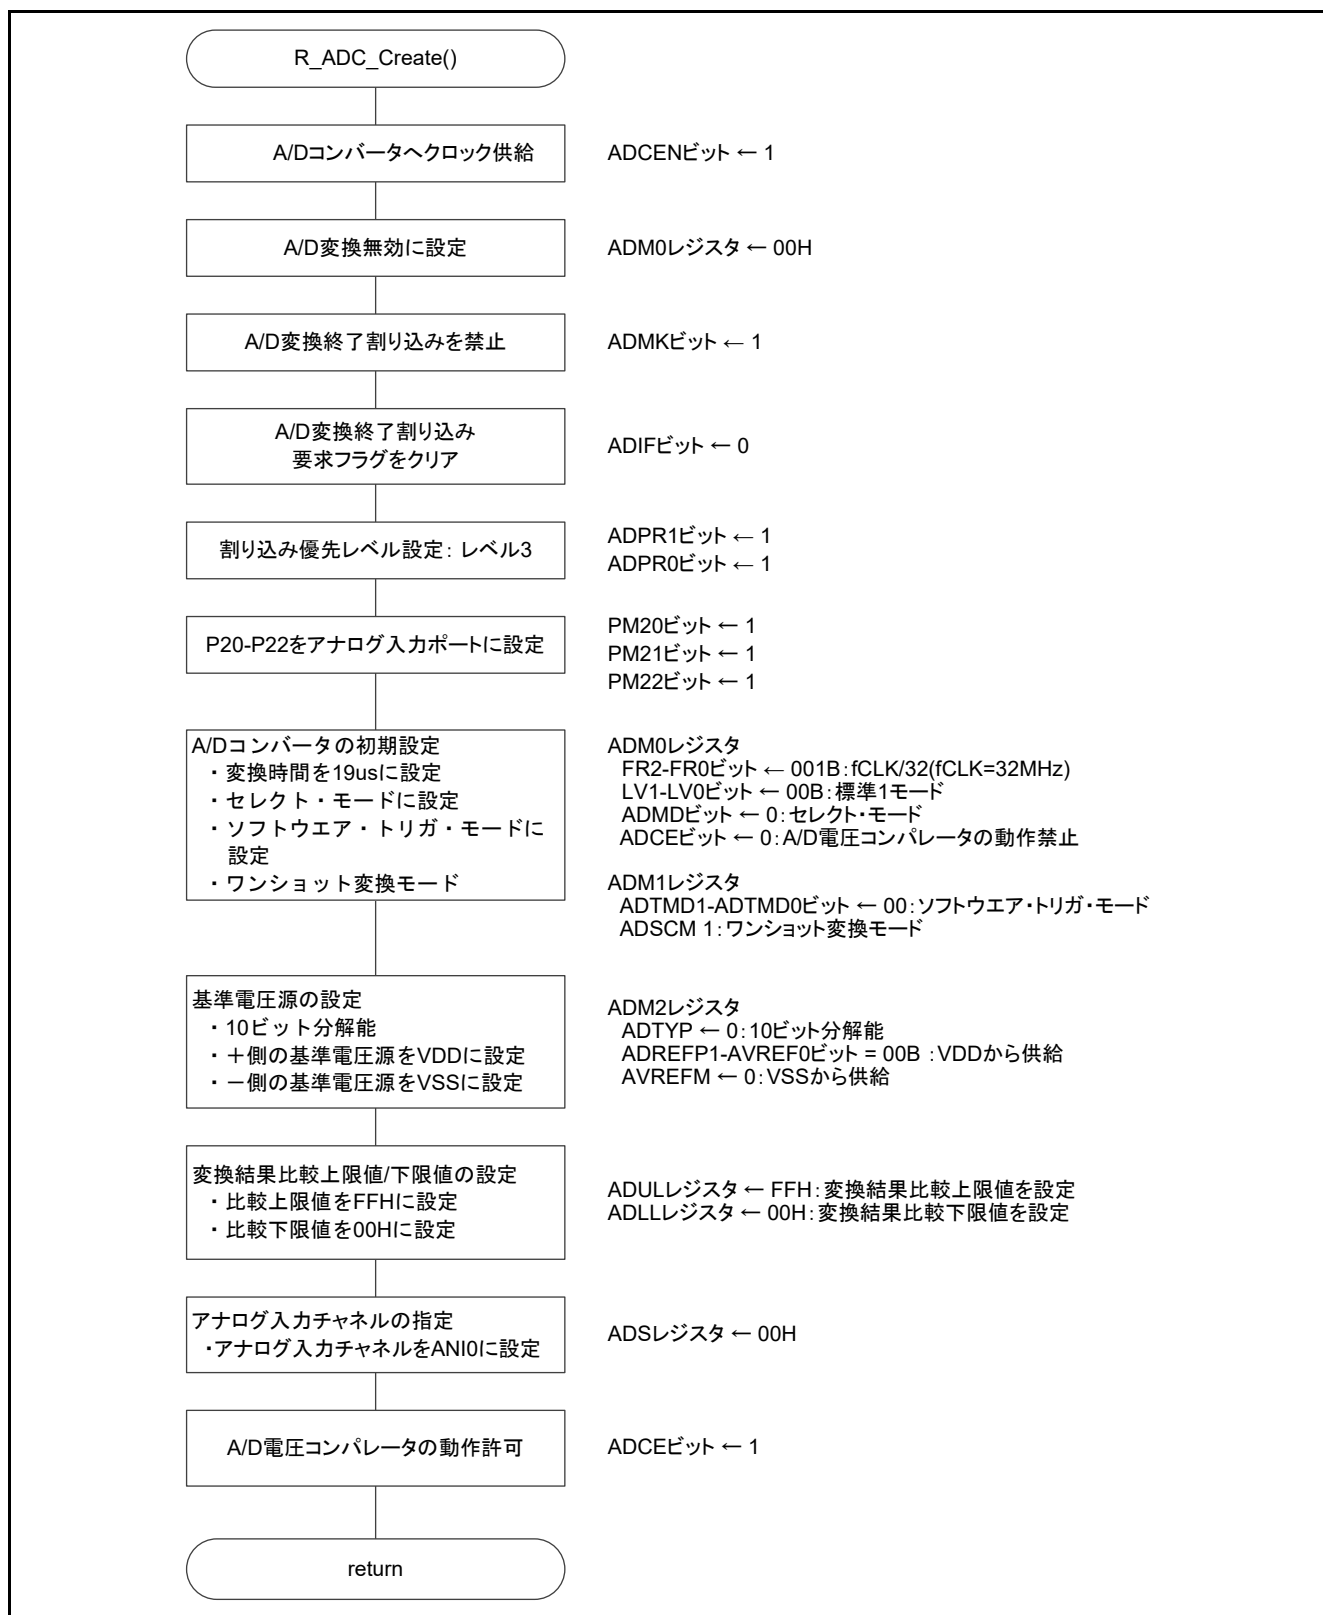 R_ADC_Create()
A/Dコンバータへクロック供給
ADCENビット ← 1
A/D変換無効に設定
ADM0レジスタ ← 00H
A/D変換終了割り込みを禁止
ADMKビット ← 1
A/D変換終了割り込み
要求フラグをクリア
ADIFビット ← 0
割り込み優先レベル設定: レベル3
ADPR1ビット ← 1
ADPR0ビット ← 1
P20-P22をアナログ入力ポートに設定
PM20ビット ← 1
PM21ビット ← 1
PM22ビット ← 1
A/Dコンバータの初期設定
・変換時間を19usに設定
・セレクト・モードに設定
・ソフトウエア・トリガ・モードに
設定
・ワンショット変換モード
ADM0レジスタ
FR2-FR0ビット ← 001B:fCLK/32(fCLK=32MHz)
LV1-LV0ビット ← 00B:標準1モード
ADMDビット ← 0:セレクト・モード
ADCEビット ← 0:A/D電圧コンパレータの動作禁止
ADM1レジスタ
ADTMD1-ADTMD0ビット ← 00:ソフトウエア・トリガ・モード
ADSCM 1:ワンショット変換モード
基準電圧源の設定
・10ビット分解能
・+側の基準電圧源をVDDに設定
・-側の基準電圧源をVSSに設定
ADM2レジスタ
ADTYP ← 0:10ビット分解能
ADREFP1-AVREF0ビット = 00B :VDDから供給
AVREFM ← 0:VSSから供給
変換結果比較上限値/下限値の設定
・比較上限値をFFHに設定
・比較下限値を00Hに設定
ADULレジスタ ← FFH:変換結果比較上限値を設定
ADLLレジスタ ← 00H:変換結果比較下限値を設定
アナログ入力チャネルの指定
・アナログ入力チャネルをANI0に設定
ADSレジスタ ← 00H
A/D電圧コンパレータの動作許可
ADCEビット ← 1
return